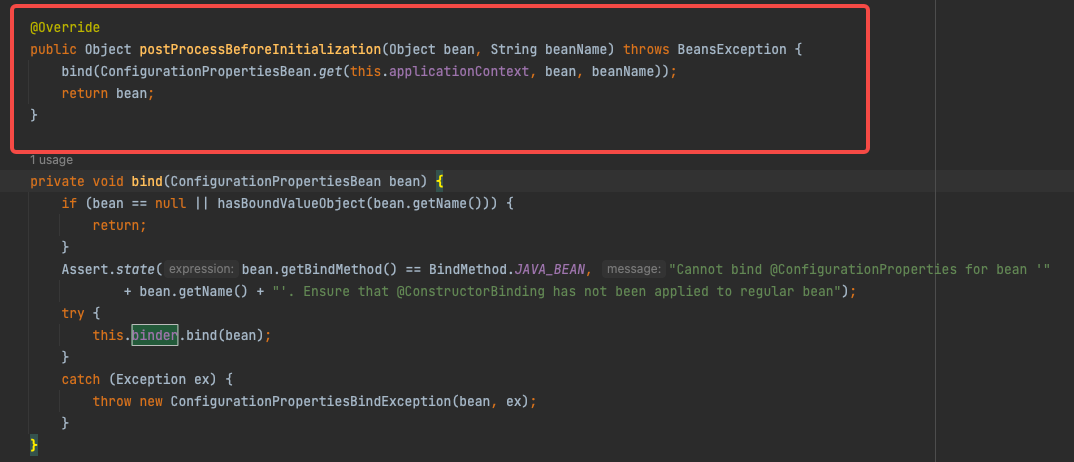 @Override
public Object postProcessBeforeInitialization(Object bean, String beanName) throws BeansException {
    bind(ConfigurationPropertiesBean.get(this.applicationContext, bean, beanName));
    return bean;
}
1 usage
private void bind(ConfigurationPropertiesBean bean) {
    if (bean == null || hasBoundValueObject(bean.getName())) {
        return;
    }
    Assert.state( expression: bean.getBindMethod() == BindMethod.JAVA_BEAN, message: "Cannot bind @ConfigurationProperties for bean '"
            + bean.getName() + "'. Ensure that @ConstructorBinding has not been applied to regular bean");
    try {
        this.binder.bind(bean);
    }
    catch (Exception ex) {
        throw new ConfigurationPropertiesBindException(bean, ex);
    }
}